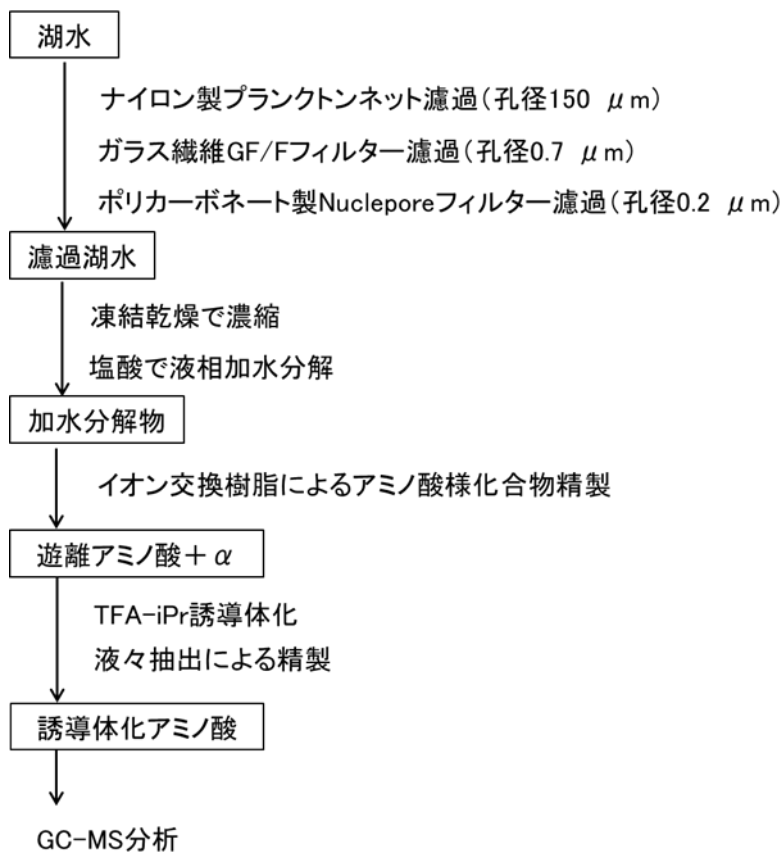 湖水
ナイロン製プランクトンネット濾過(孔径150 μm)
ガラス繊維GF/Fフィルター濾過(孔径0.7 μm)
ポリカーボネート製Nucleporeフィルター濾過(孔径0.2 μm)
濾過湖水
凍結乾燥で濃縮
塩酸で液相加水分解
加水分解物
イオン交換樹脂によるアミノ酸様化合物精製
遊離アミノ酸+α
TFA-iPr誘導体化
液々抽出による精製
誘導体化アミノ酸
GC-MS分析